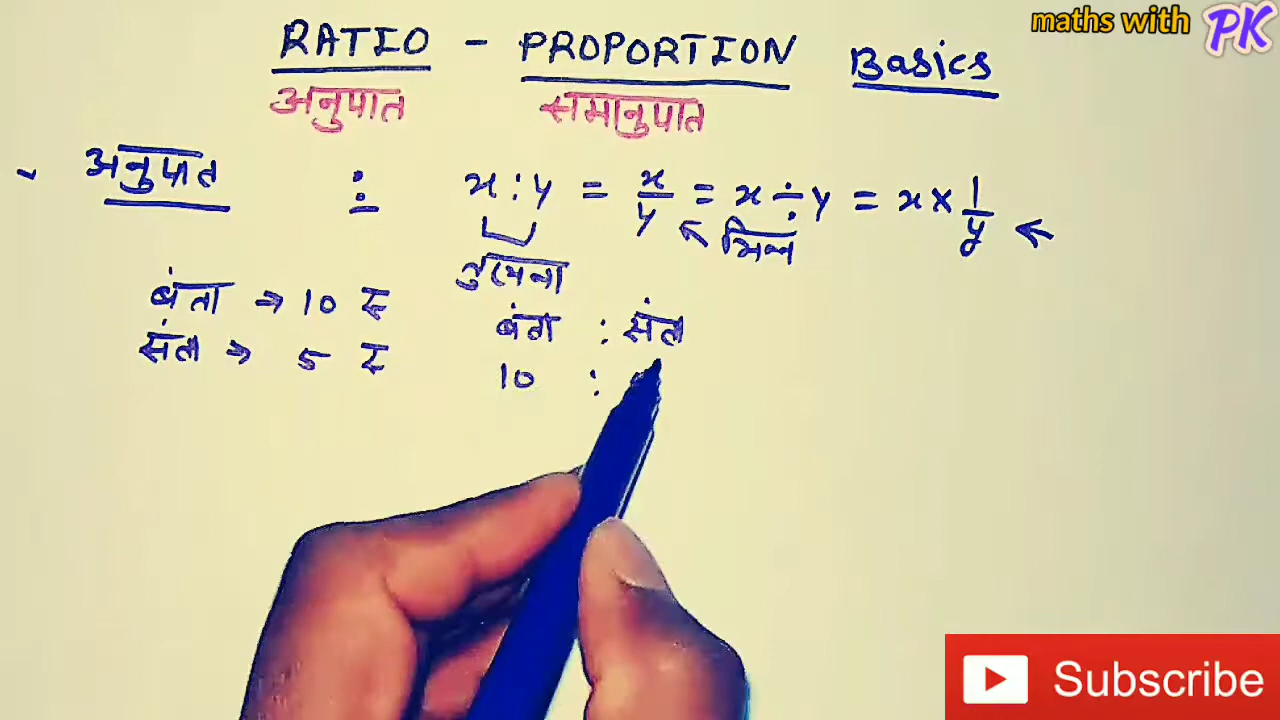 maths with PK
RATIO - PROPORTION Basics
अनुपात समानुपात
- अनुपात : x : y = x/y = x ÷ y = x × 1/y ←
← भिन्न
तुलना
बंता → 10 रु
बंता : संता
संता → 5 रु
10 :
Subscribe